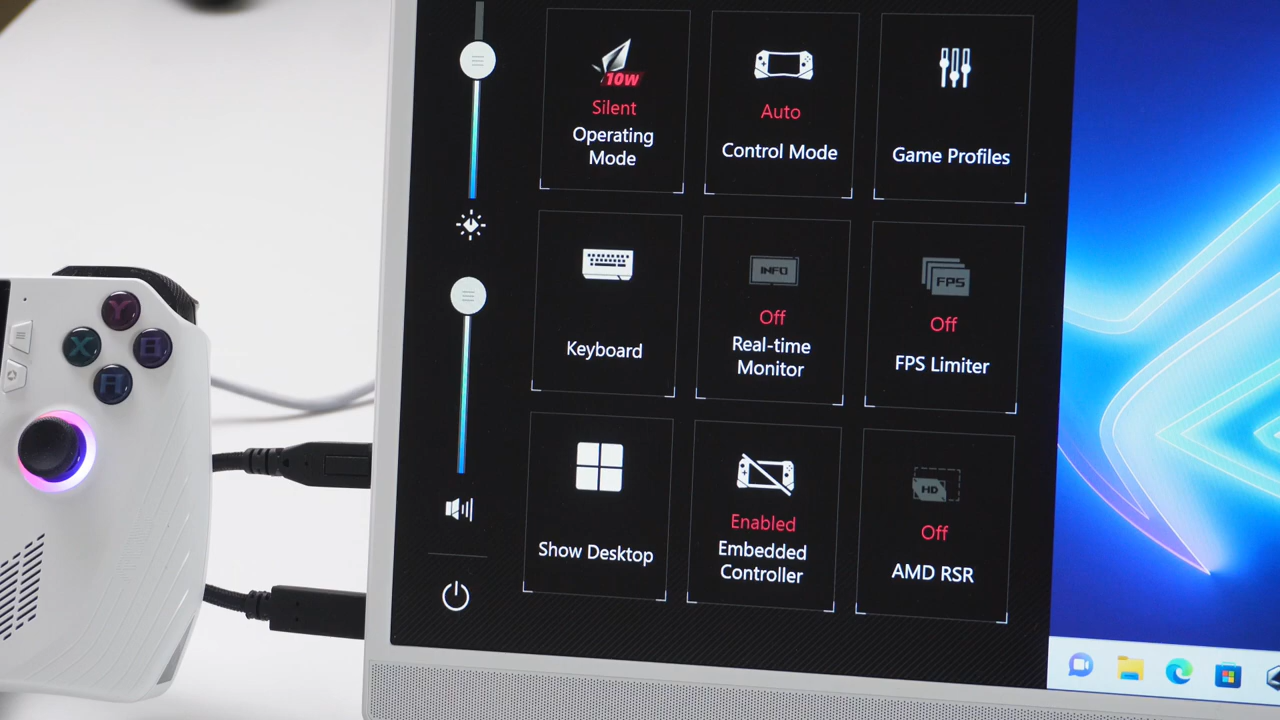 10W
Silent
Operating
Mode
Auto
Control Mode
Game Profiles
Keyboard
INFO
Off
Real-time
Monitor
FPS
Off
FPS Limiter
Show Desktop
Enabled
Embedded
Controller
HD
Off
AMD RSR
Y
X
B
A